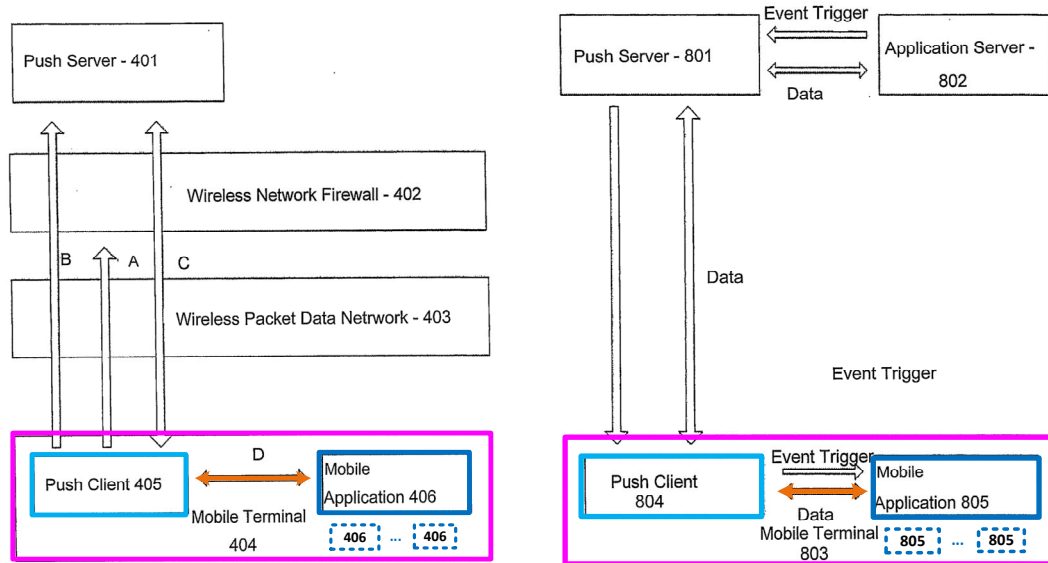 Push Server - 401
Wireless Network Firewall - 402
B
A
C
Wireless Packet Data Netrwork - 403
Push Client 405
D
Mobile
Application 406
Mobile Terminal
404
406 ... 406
Event Trigger
Push Server - 801
Application Server -
802
Data
Data
Event Trigger
Push Client
804
Event Trigger
Mobile
Application 805
Data
Mobile Terminal
803
805 ... 805